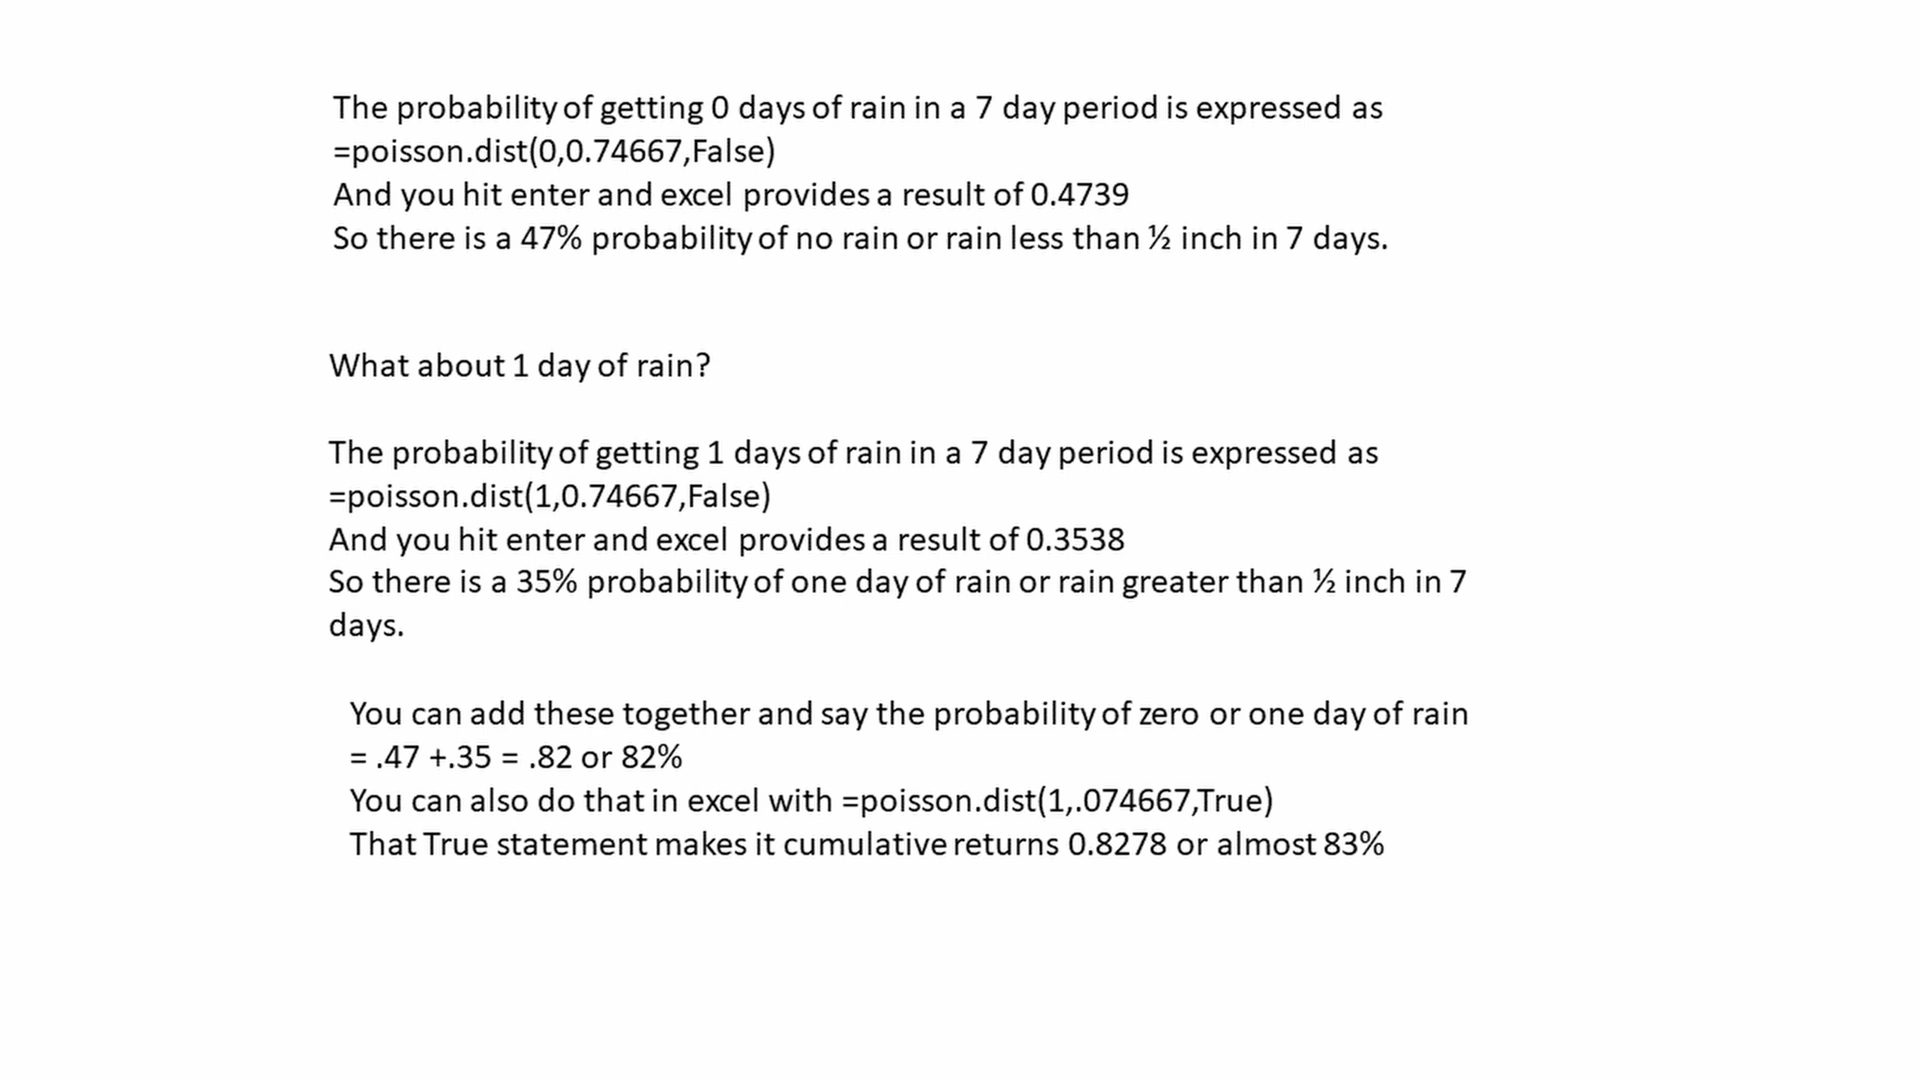 The probability of getting 0 days of rain in a 7 day period is expressed as
=poisson.dist(0,0.74667,False)
And you hit enter and excel provides a result of 0.4739
So there is a 47% probability of no rain or rain less than ½ inch in 7 days.
What about 1 day of rain?
The probability of getting 1 days of rain in a 7 day period is expressed as
=poisson.dist(1,0.74667,False)
And you hit enter and excel provides a result of 0.3538
So there is a 35% probability of one day of rain or rain greater than ½ inch in 7
days.
You can add these together and say the probability of zero or one day of rain
= .47 +.35 = .82 or 82%
You can also do that in excel with =poisson.dist(1,.074667,True)
That True statement makes it cumulative returns 0.8278 or almost 83%